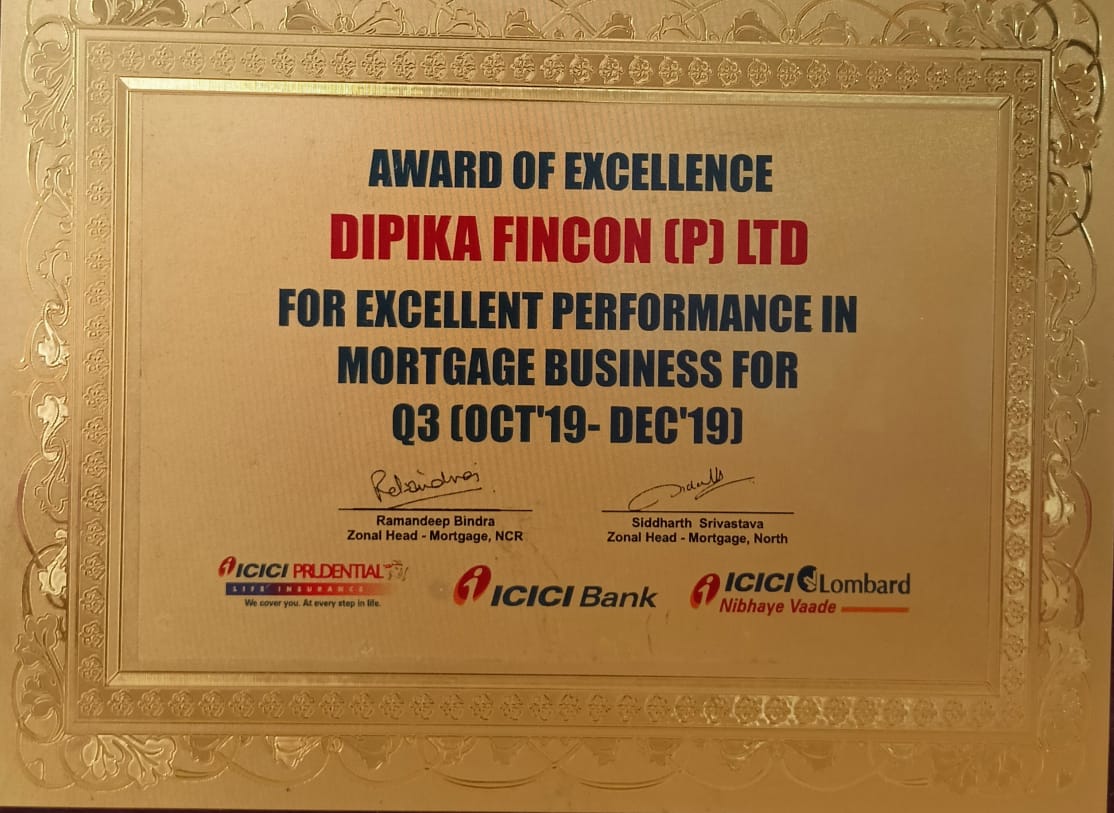 AWARD OF EXCELLENCE
DIPIKA FINCON (P) LTD
FOR EXCELLENT PERFORMANCE IN
MORTGAGE BUSINESS FOR
Q3 (OCT'19- DEC'19)
Ramandeep Bindra
Zonal Head - Mortgage, NCR
Siddharth Srivastava
Zonal Head - Mortgage, North
ICICI PRUDENTIAL
LIFE INSURANCE
We cover you. At every step in life.
ICICI Bank
ICICI Lombard
Nibhaye Vaade